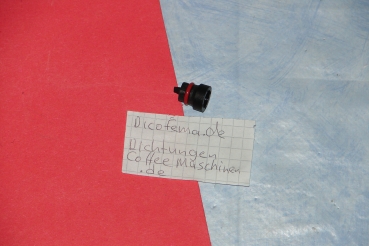 Dicofema.de
Dichtungen
Coffee Maschinen
.de